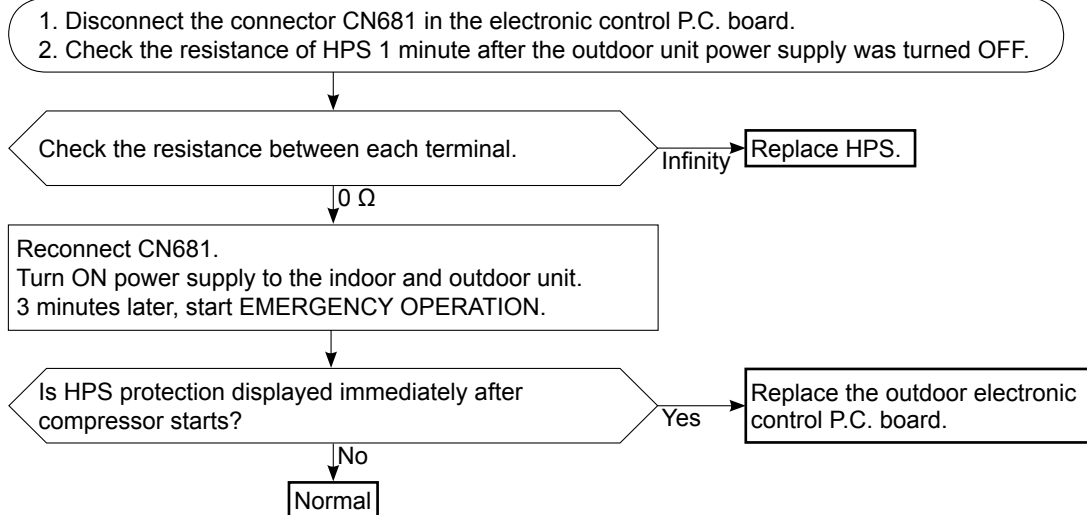 1. Disconnect the connector CN681 in the electronic control P.C. board.
2. Check the resistance of HPS 1 minute after the outdoor unit power supply was turned OFF.
Check the resistance between each terminal.
Infinity
Replace HPS.
0 Ω
Reconnect CN681.
Turn ON power supply to the indoor and outdoor unit.
3 minutes later, start EMERGENCY OPERATION.
Is HPS protection displayed immediately after
compressor starts?
Yes
Replace the outdoor electronic
control P.C. board.
No
Normal